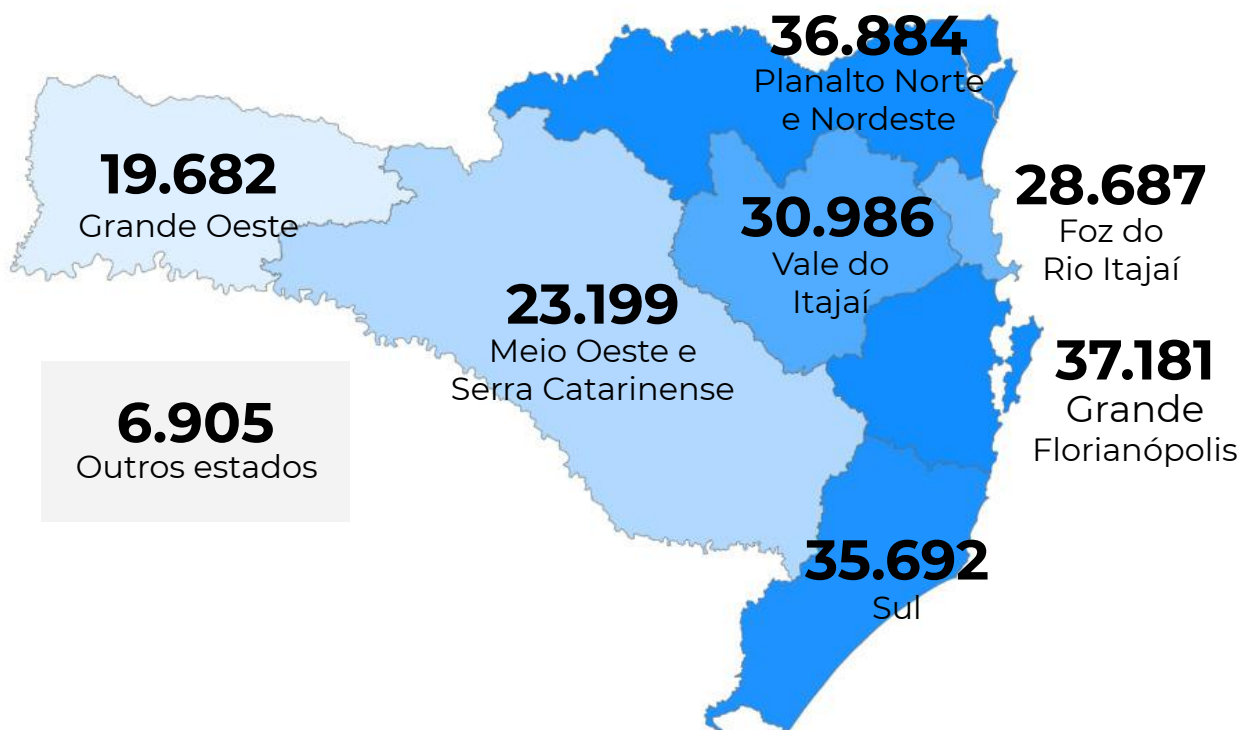 36.884
Planalto Norte
e Nordeste
19.682
Grande Oeste
28.687
Foz do
Rio Itajaí
30.986
Vale do
Itajaí
23.199
Meio Oeste e
Serra Catarinense
37.181
Grande
Florianópolis
6.905
Outros estados
35.692
Sul